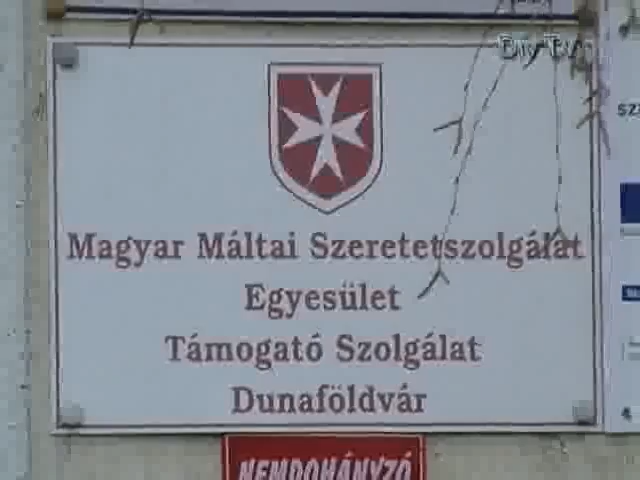 Magyar Máltai Szeretetszolgálat
Egyesület
Támogató Szolgálat
Dunaföldvár
NEMDOHÁNYZÓ